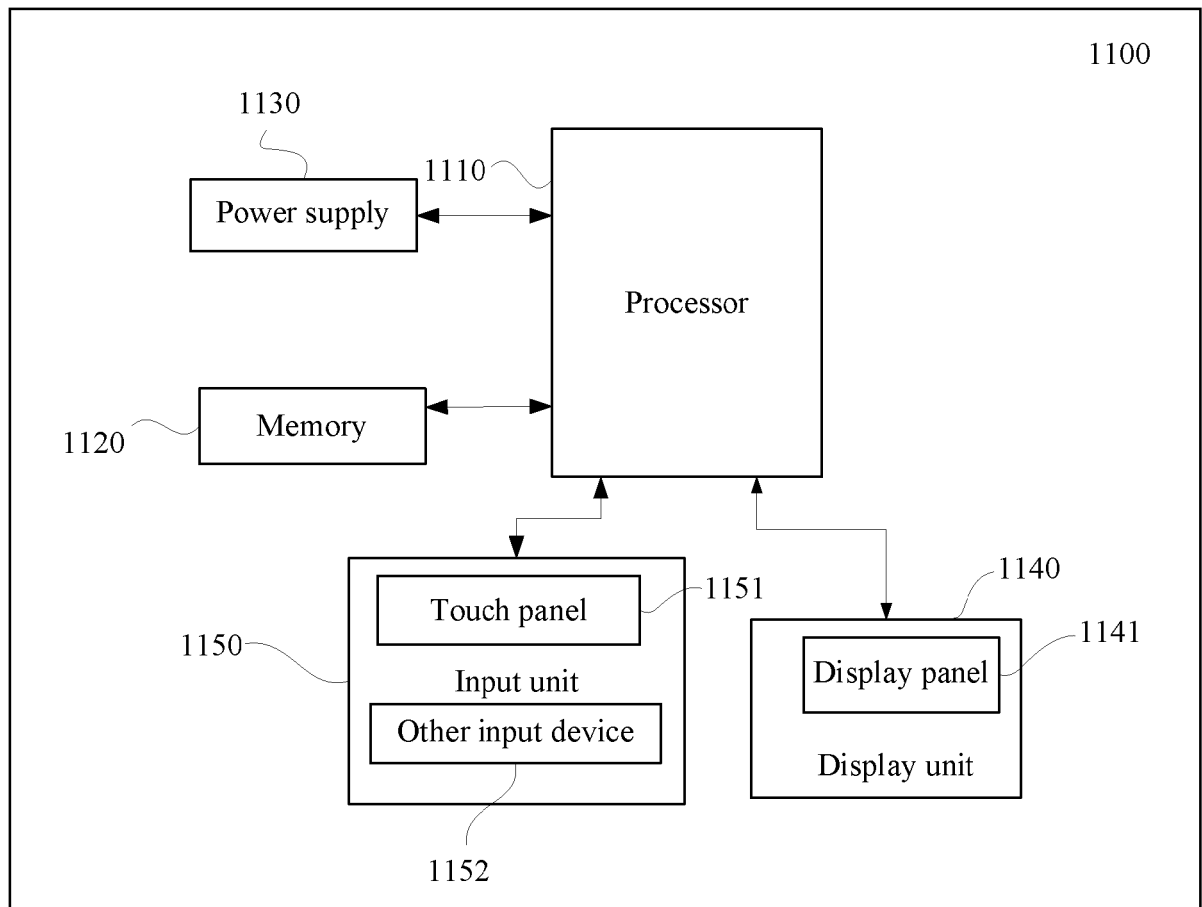 1100
1130
1110
Power supply
Processor
Memory
1120
1140
1151
Touch panel
1141
1150
Display panel
Input unit
Other input device
Display unit
1152